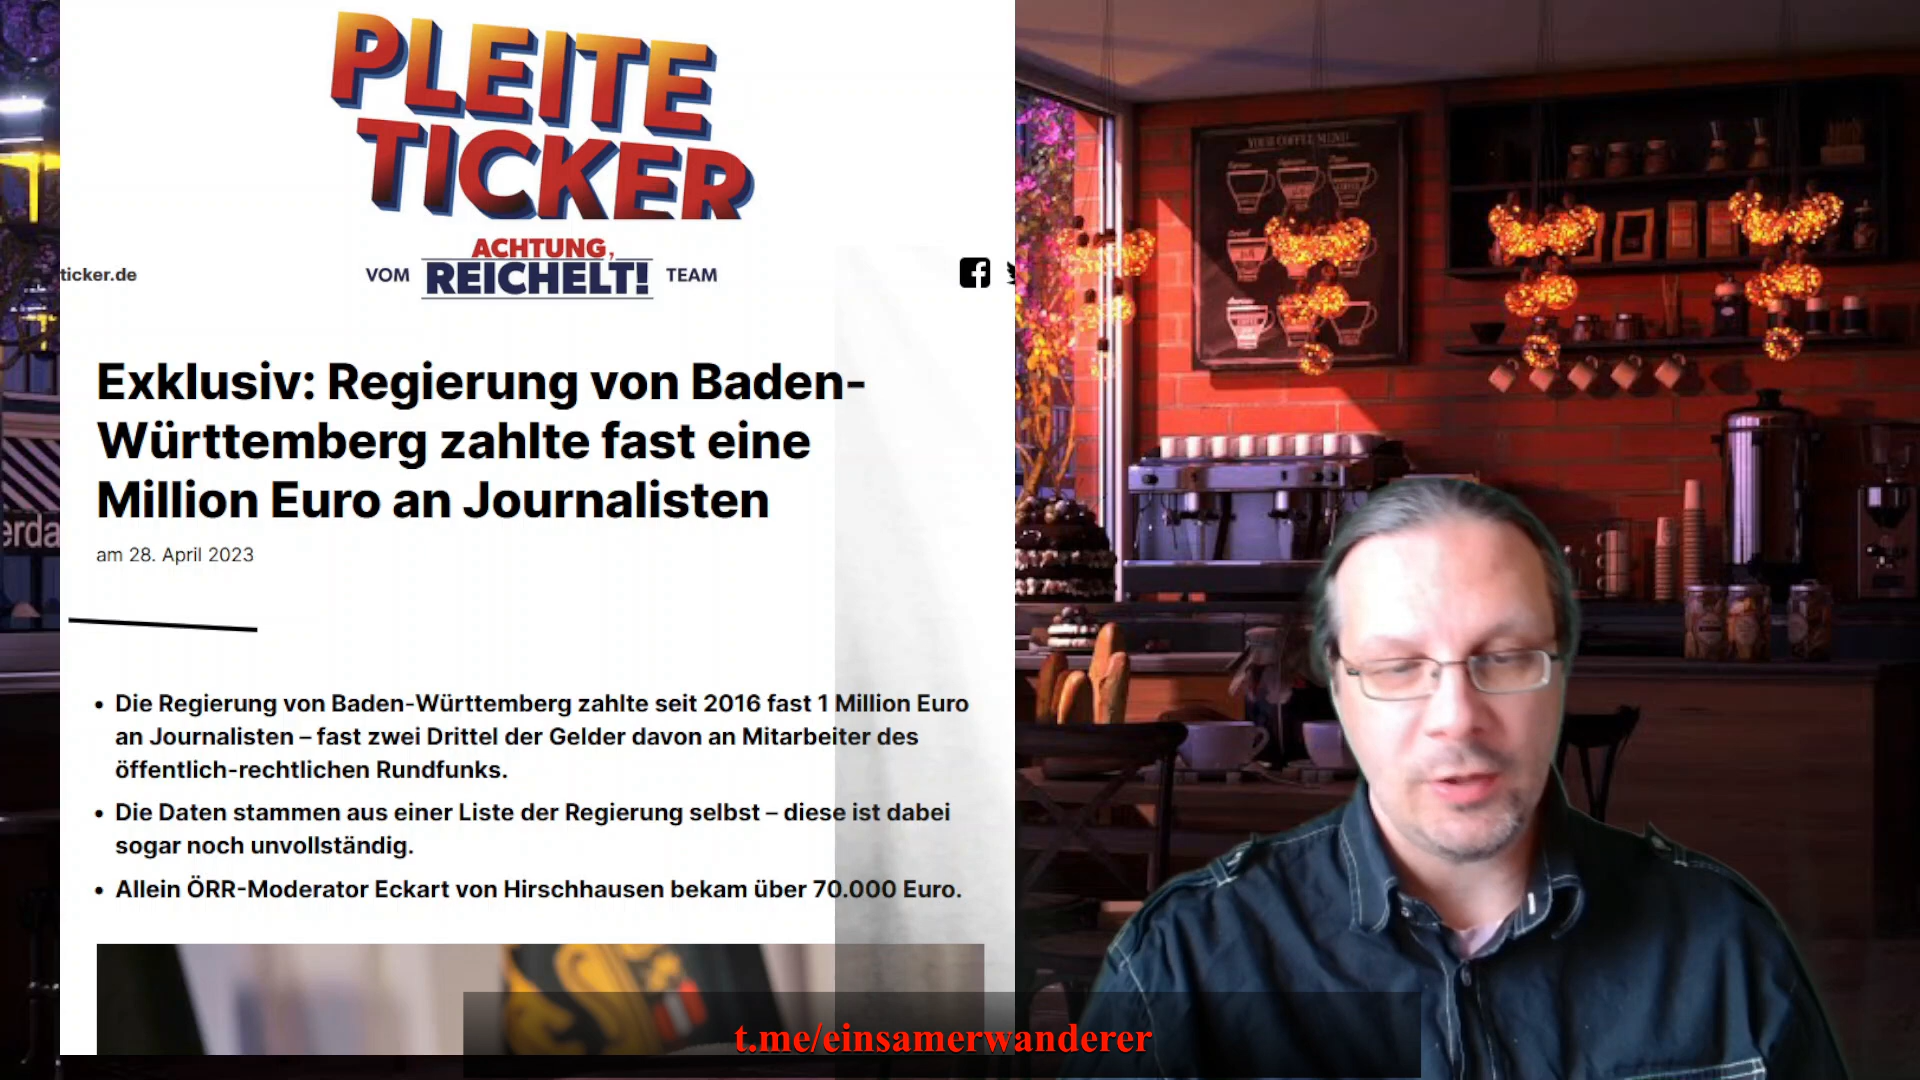 PLEITE
TICKER
ticker.de
VOM ACHTUNG, REICHELT! TEAM
Exklusiv: Regierung von Baden-
Württemberg zahlte fast eine
Million Euro an Journalisten
am 28. April 2023
• Die Regierung von Baden-Württemberg zahlte seit 2016 fast 1 Million Euro
an Journalisten – fast zwei Drittel der Gelder davon an Mitarbeiter des
öffentlich-rechtlichen Rundfunks.
• Die Daten stammen aus einer Liste der Regierung selbst – diese ist dabei
sogar noch unvollständig.
• Allein ÖRR-Moderator Eckart von Hirschhausen bekam über 70.000 Euro.
YOUR COFFEE MENU
erda
t.me/einsamerwanderer